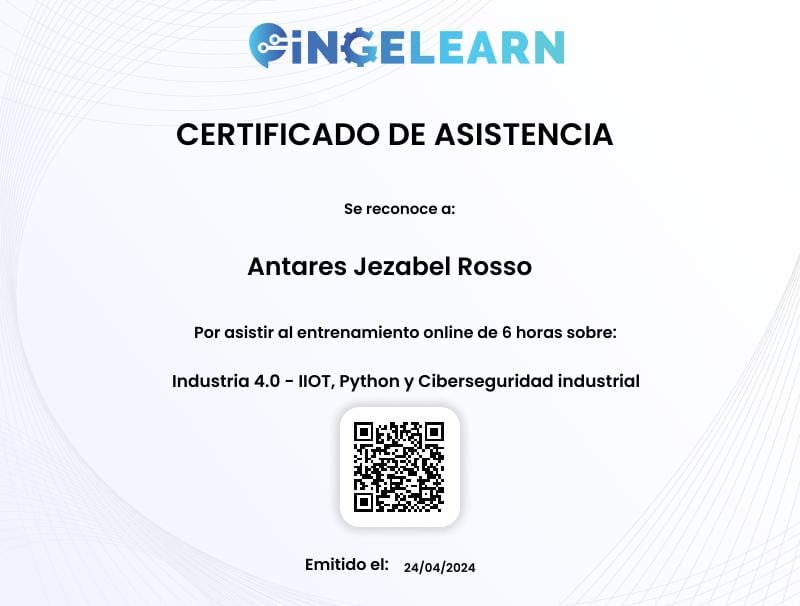 INGELEARN
CERTIFICADO DE ASISTENCIA
Se reconoce a:
Antares Jezabel Rosso
Por asistir al entrenamiento online de 6 horas sobre:
Industria 4.0 - IIOT, Python y Ciberseguridad industrial
Emitido el: 24/04/2024